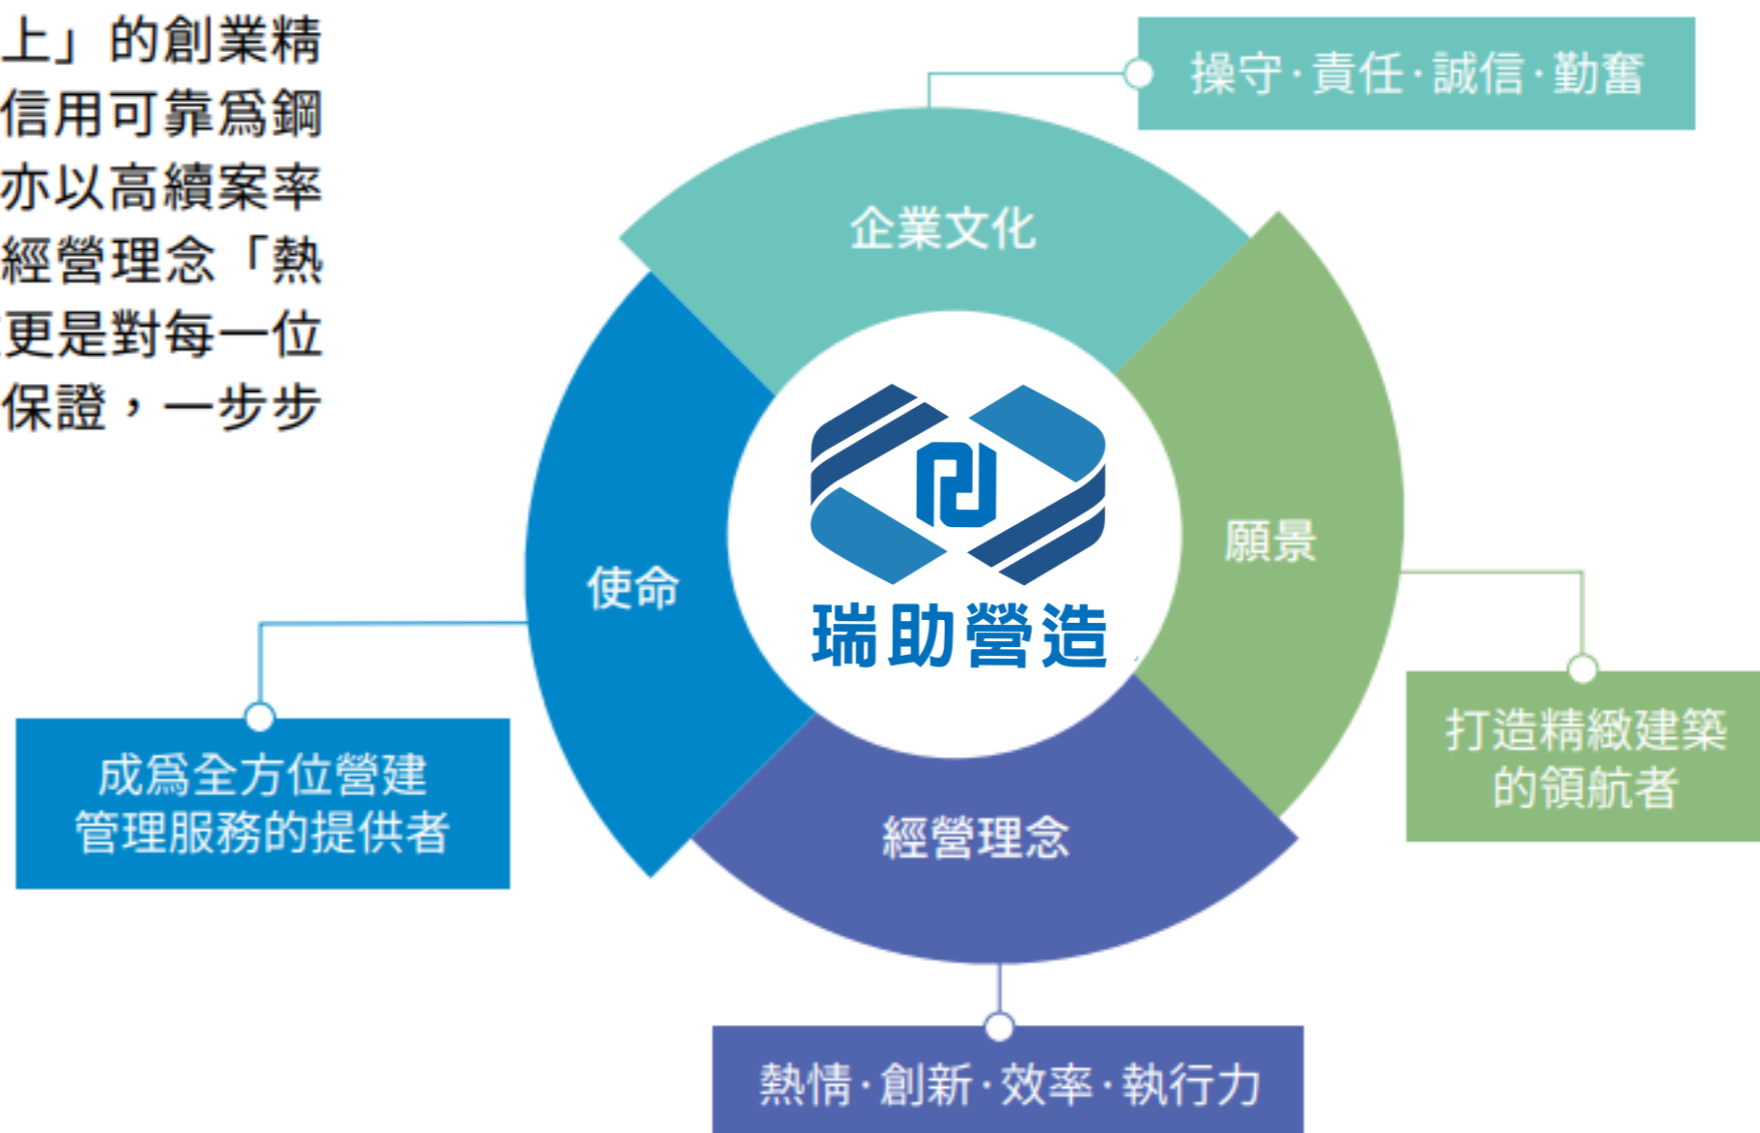 上」的創業精
信用可靠爲鋼
亦以高續案率
經營理念「熱
更是對每一位
保證，一步步
操守·責任·誠信·勤奮
企業文化
願景
使命
瑞助營造
打造精緻建築
的領航者
成爲全方位營建
管理服務的提供者
經營理念
熱情·創新·效率·執行力